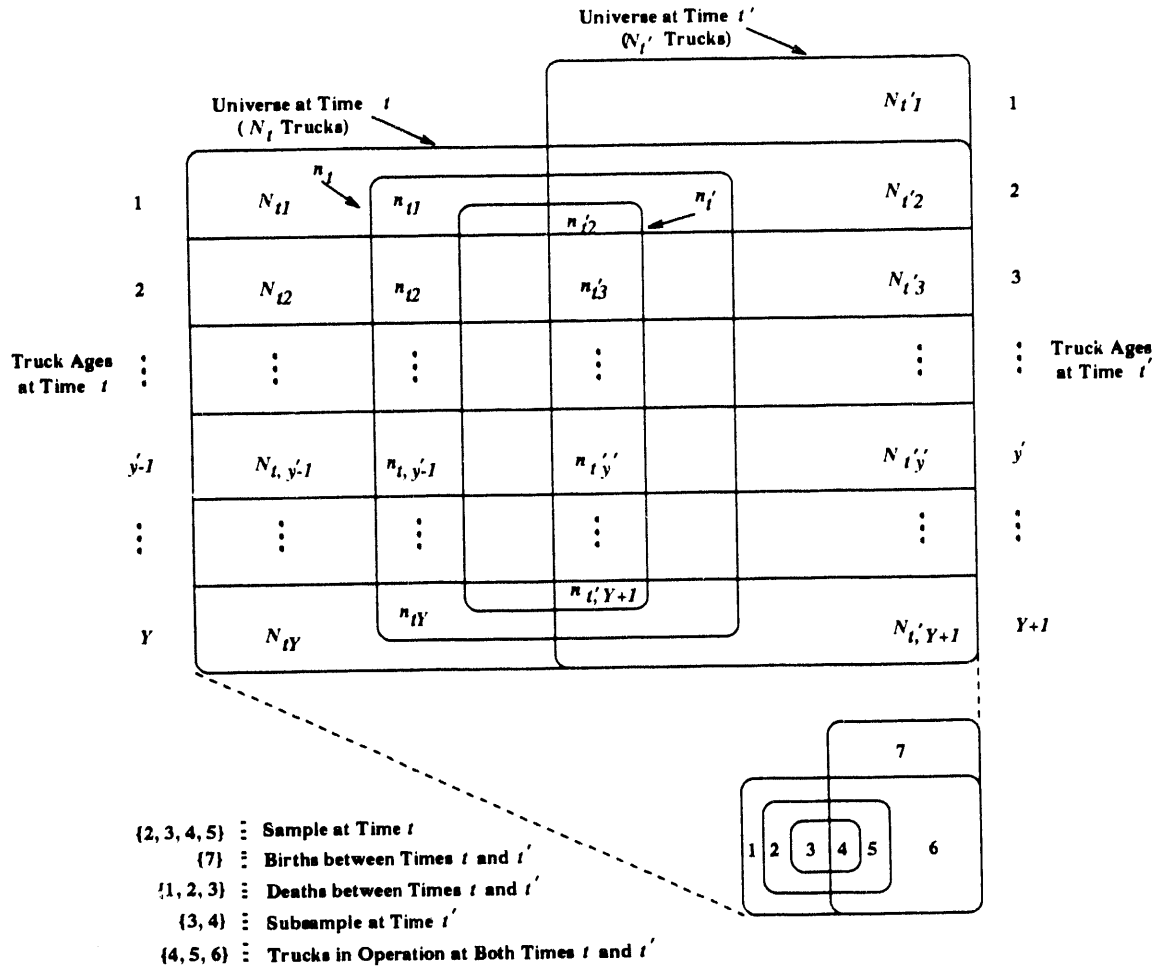 Universe at Time t′
(N_t′ Trucks)
N_t′1 1
Universe at Time t
( N_t Trucks)
n_t
n_t′
1 N_t1 n_t1 n_t′2 N_t′2 2
2 N_t2 n_t2 n_t′3 N_t′3 3
Truck Ages
at Time t
⋮ ⋮ ⋮ ⋮ ⋮ ⋮
Truck Ages
at Time t′
y′-1 N_t, y′-1 n_t, y′-1 n_t′y′ N_t′y′ y′
⋮ ⋮ ⋮ ⋮ ⋮ ⋮
Y N_tY n_tY n_t′, Y+1 N_t′, Y+1 Y+1
7
1 2 3 4 5 6
{2, 3, 4, 5} ⋮ Sample at Time t
{7} ⋮ Births between Times t and t′
{1, 2, 3} ⋮ Deaths between Times t and t′
{3, 4} ⋮ Subsample at Time t′
{4, 5, 6} ⋮ Trucks in Operation at Both Times t and t′